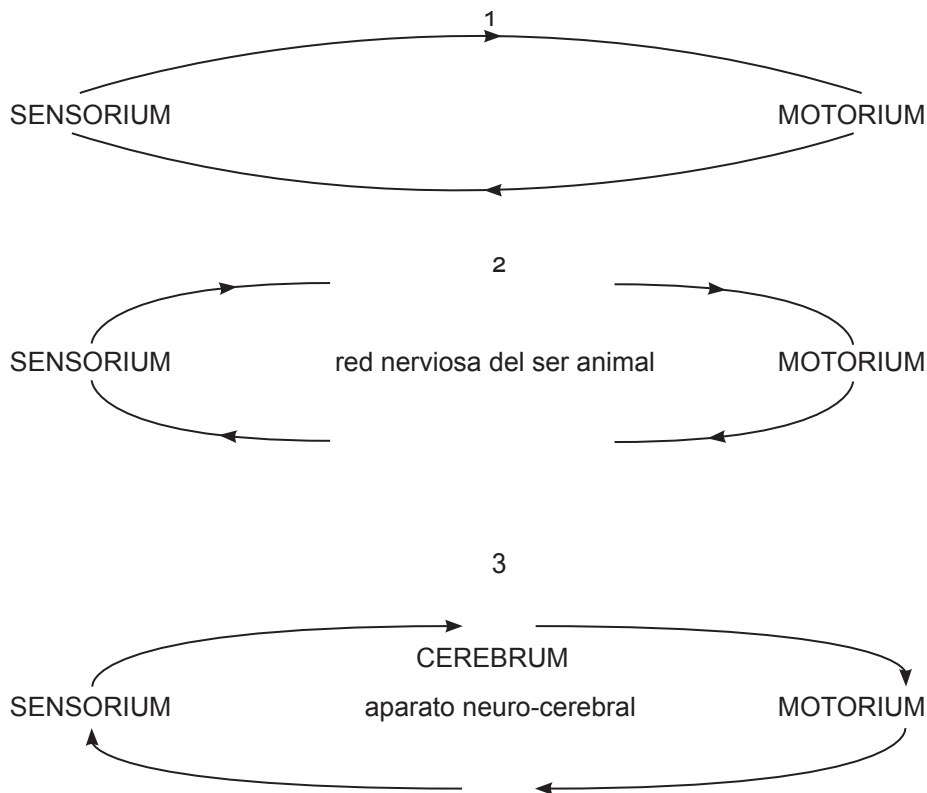 1
SENSORIUM MOTORIUM
2
SENSORIUM red nerviosa del ser animal MOTORIUM
3
CEREBRUM
SENSORIUM aparato neuro-cerebral MOTORIUM